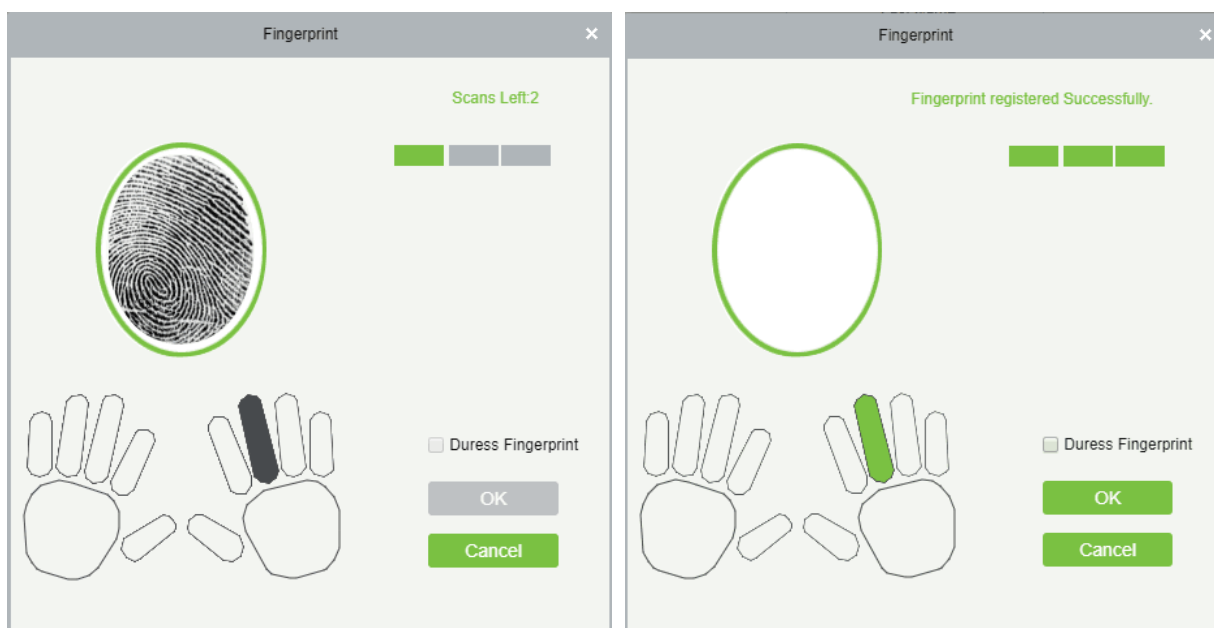 Fingerprint
Scans Left:2
Duress Fingerprint
OK
Cancel
Fingerprint
Fingerprint registered Successfully.
Duress Fingerprint
OK
Cancel